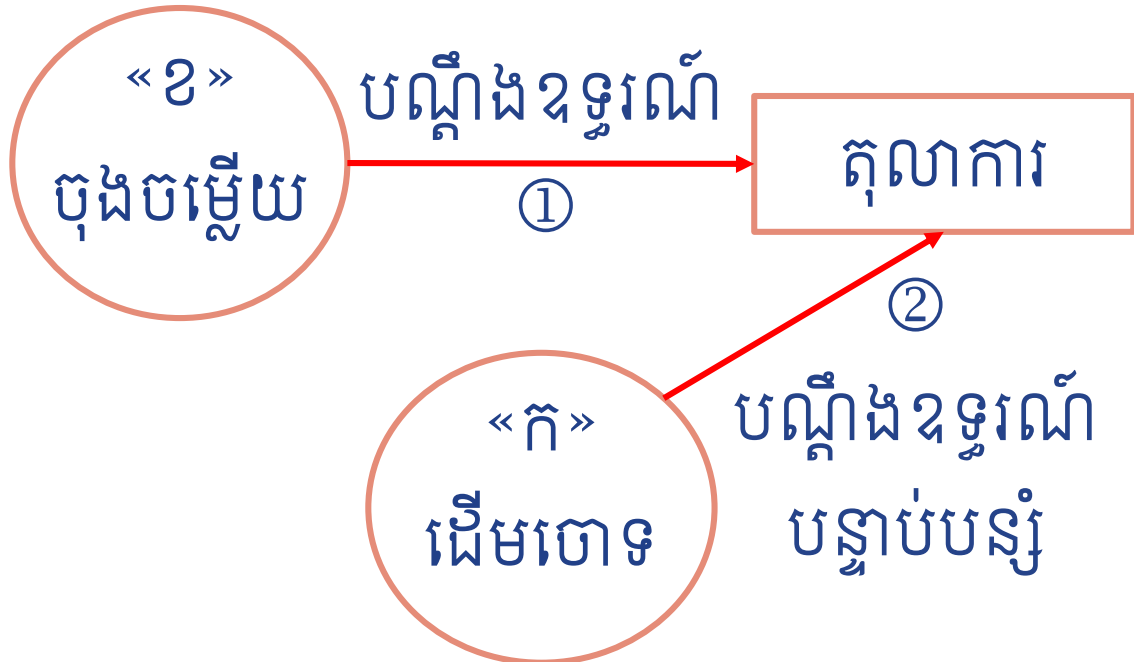 «ខ»
ចុងចម្លើយ
បណ្ដឹងឧទ្ធរណ៍
①
តុលាការ
②
«ក»
ដើមចោទ
បណ្ដឹងឧទ្ធរណ៍
បន្ទាប់បន្សំ